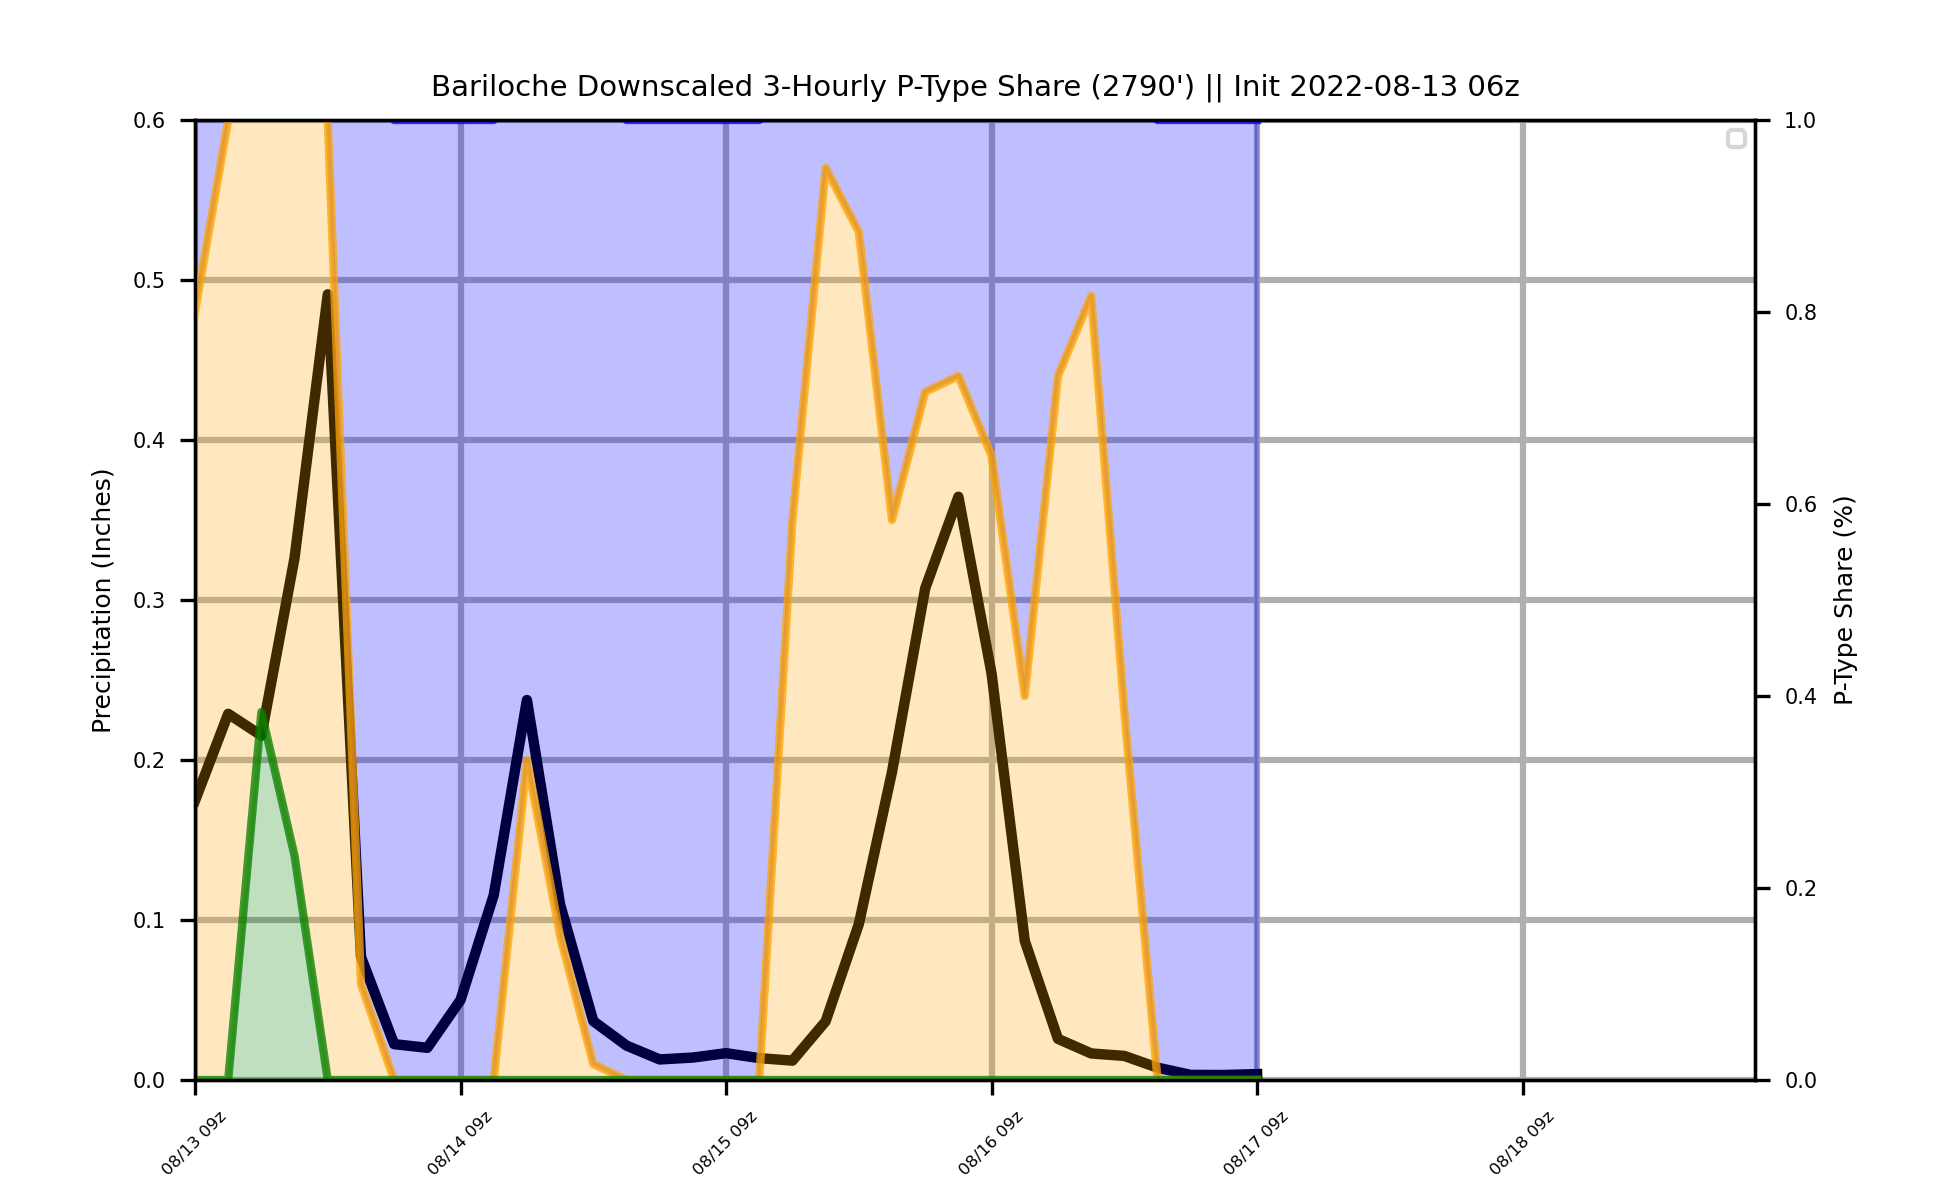 Bariloche Downscaled 3-Hourly P-Type Share (2790') || Init 2022-08-13 06z
Precipitation (Inches)
0.6
0.5
0.4
0.3
0.2
0.1
0.0
1.0
0.8
0.6
0.4
0.2
0.0
P-Type Share (%)
08/13 09z
08/14 09z
08/15 09z
08/16 09z
08/17 09z
08/18 09z